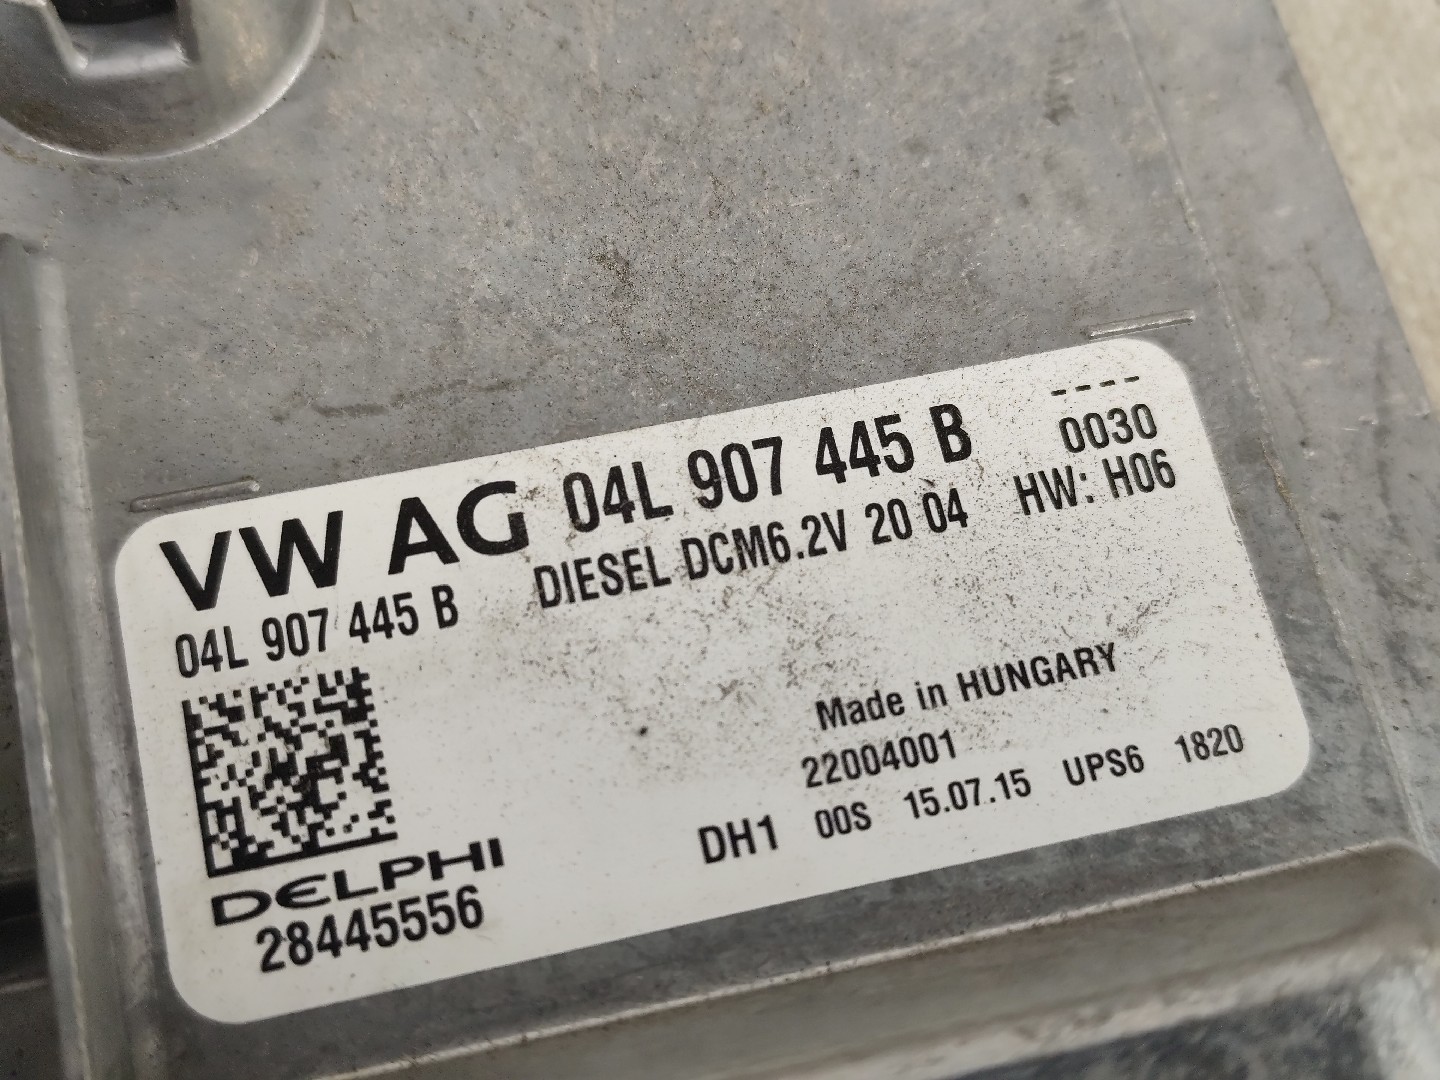 ----
VW AG 04L 907 445 B 0030
04L 907 445 B DIESEL DCM6.2V 20 04 HW: H06
Made in HUNGARY
22004001
DELPHI DH1 00S 15.07.15 UPS6 1820
28445556